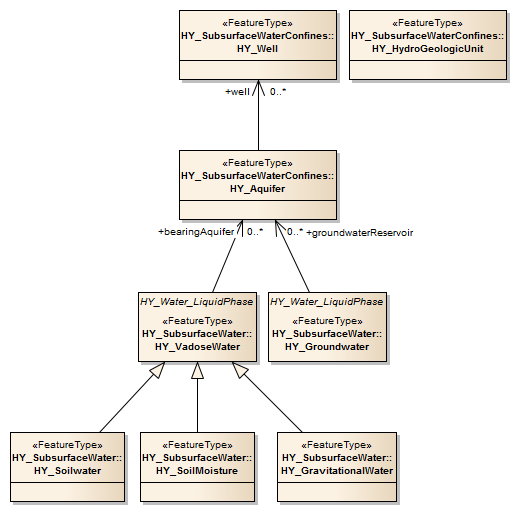 «FeatureType»
HY_SubsurfaceWaterConfines::
HY_Well
«FeatureType»
HY_SubsurfaceWaterConfines::
HY_HydroGeologicUnit
+well
0..*
«FeatureType»
HY_SubsurfaceWaterConfines::
HY_Aquifer
+bearingAquifer
0..*
0..*
+groundwaterReservoir
HY_Water_LiquidPhase
«FeatureType»
HY_SubsurfaceWater::
HY_VadoseWater
HY_Water_LiquidPhase
«FeatureType»
HY_SubsurfaceWater::
HY_Groundwater
«FeatureType»
HY_SubsurfaceWater::
HY_Soilwater
«FeatureType»
HY_SubsurfaceWater::
HY_SoilMoisture
«FeatureType»
HY_SubsurfaceWater::
HY_GravitationalWater